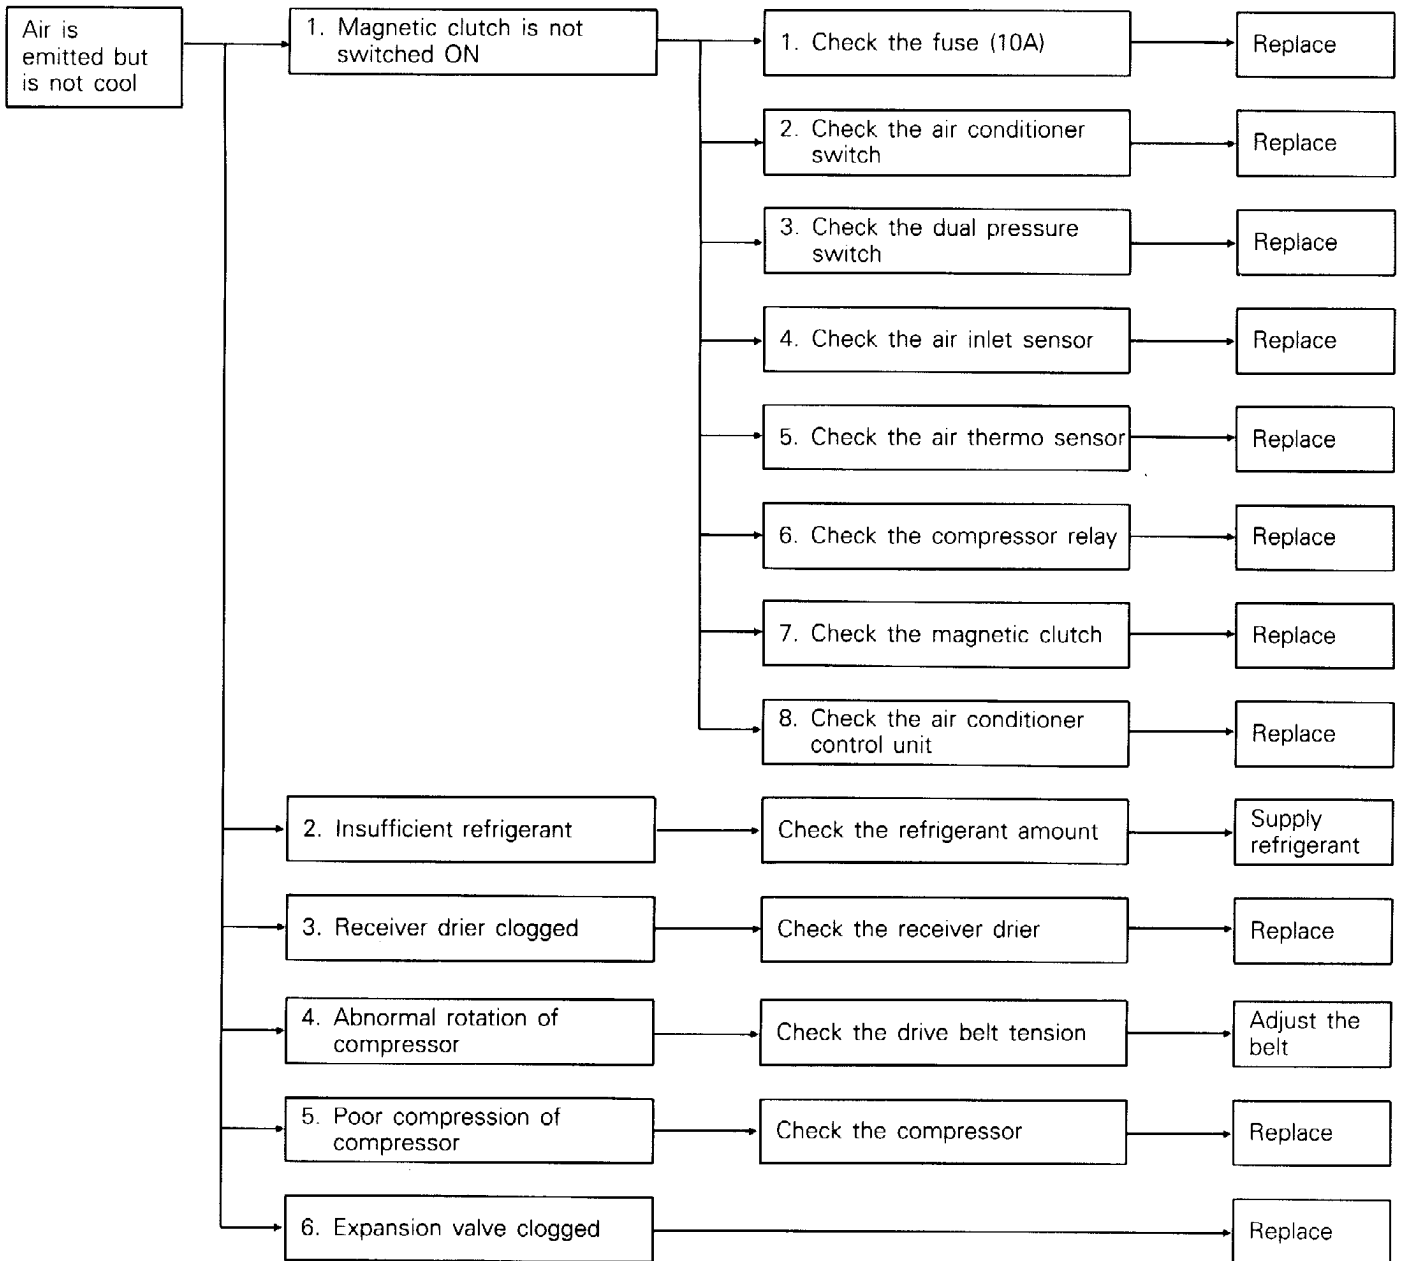 Air is
emitted but
is not cool
1. Magnetic clutch is not
switched ON
1. Check the fuse (10A)
Replace
2. Check the air conditioner
switch
Replace
3. Check the dual pressure
switch
Replace
4. Check the air inlet sensor
Replace
5. Check the air thermo sensor
Replace
6. Check the compressor relay
Replace
7. Check the magnetic clutch
Replace
8. Check the air conditioner
control unit
Replace
2. Insufficient refrigerant
Check the refrigerant amount
Supply
refrigerant
3. Receiver drier clogged
Check the receiver drier
Replace
4. Abnormal rotation of
compressor
Check the drive belt tension
Adjust the
belt
5. Poor compression of
compressor
Check the compressor
Replace
6. Expansion valve clogged
Replace